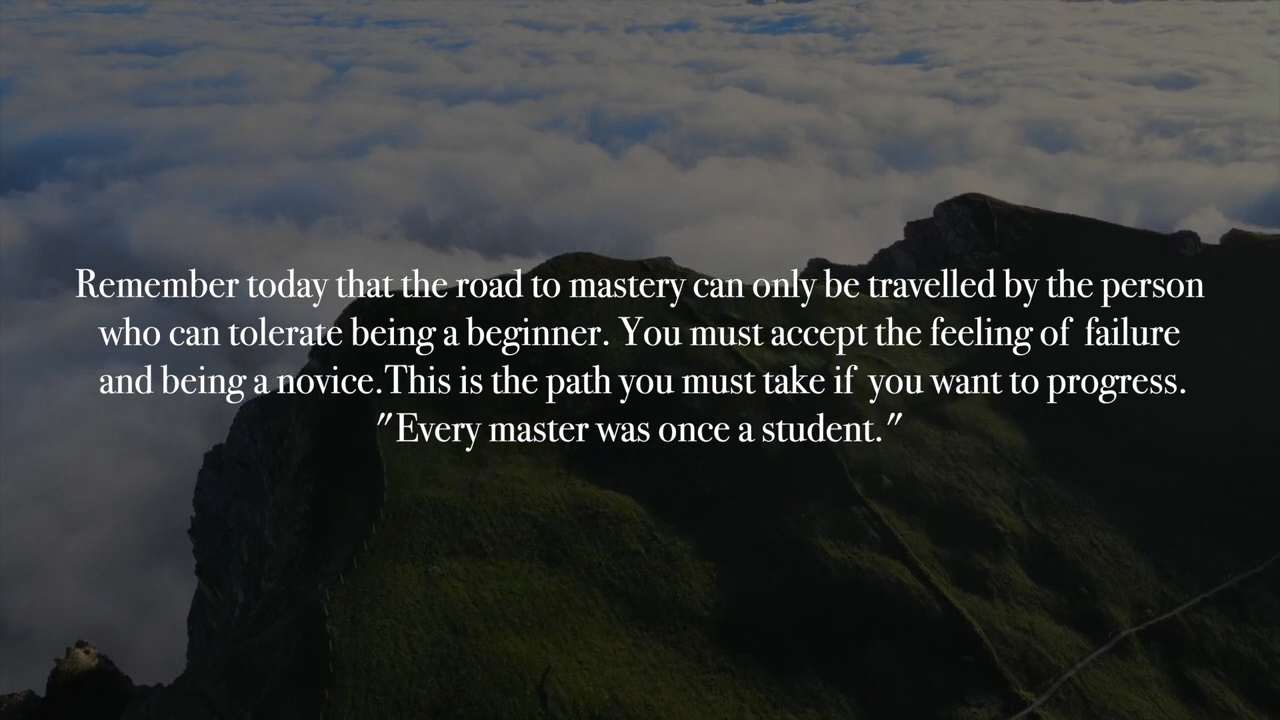 Remember today that the road to mastery can only be travelled by the person
who can tolerate being a beginner. You must accept the feeling of failure
and being a novice.This is the path you must take if you want to progress.
"Every master was once a student."